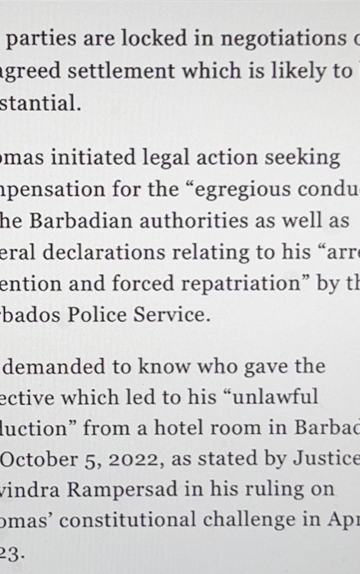 parties are locked in negotiations
agreed settlement which is likely to
stantial.
omas initiated legal action seeking
mpensation for the “egregious condu
he Barbadian authorities as well as
eral declarations relating to his “arre
ention and forced repatriation” by th
rbados Police Service.
demanded to know who gave the
ective which led to his “unlawful
duction” from a hotel room in Barbad
October 5, 2022, as stated by Justice
vindra Rampersad in his ruling on
omas’ constitutional challenge in Apr
23.